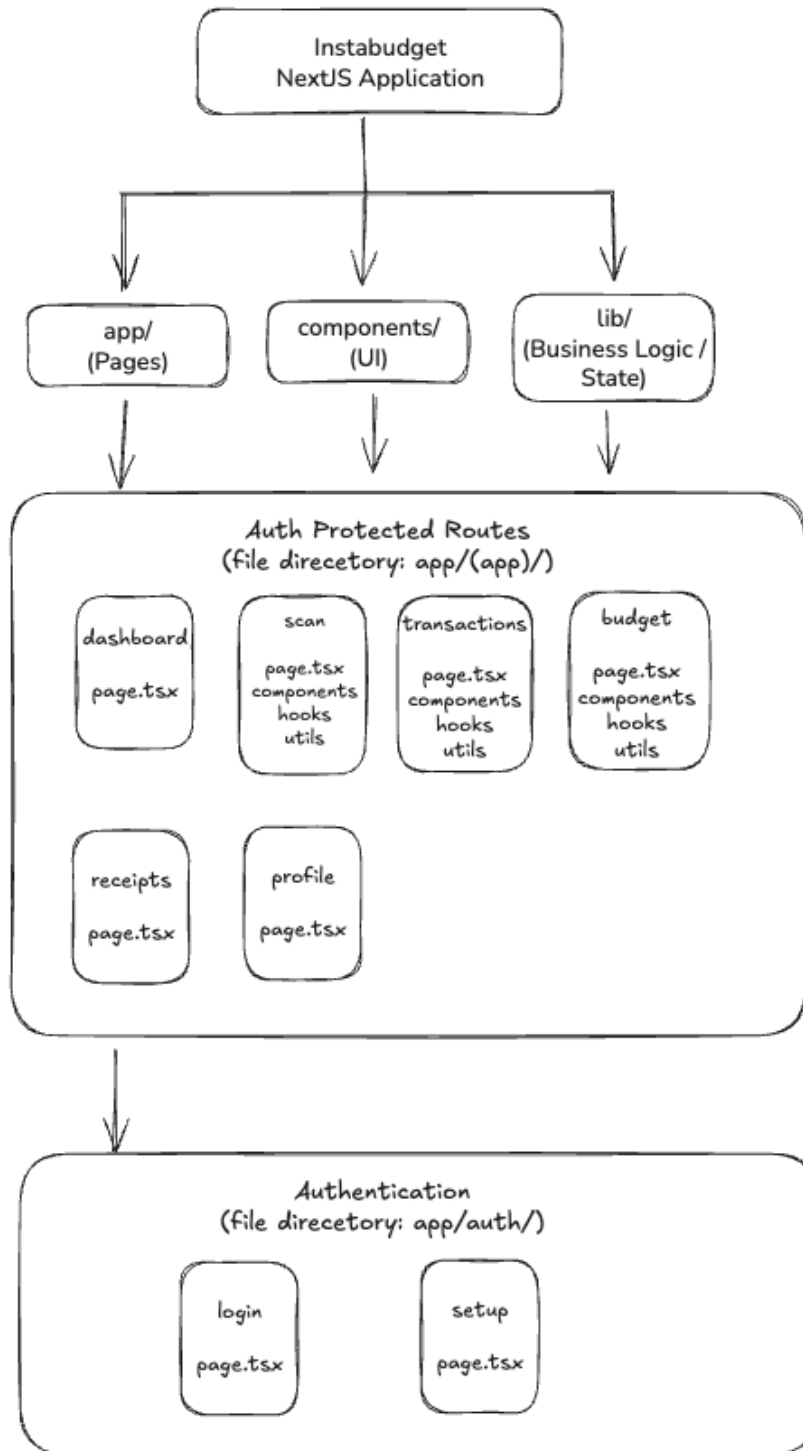 Instabudget
NextJS Application
app/
(Pages)
components/
(UI)
lib/
(Business Logic /
State)
Auth Protected Routes
(file direcetory: app/(app)/)
dashboard
page.tsx
scan
page.tsx
components
hooks
utils
transactions
page.tsx
components
hooks
utils
budget
page.tsx
components
hooks
utils
receipts
page.tsx
profile
page.tsx
Authentication
(file direcetory: app/auth/)
login
page.tsx
setup
page.tsx